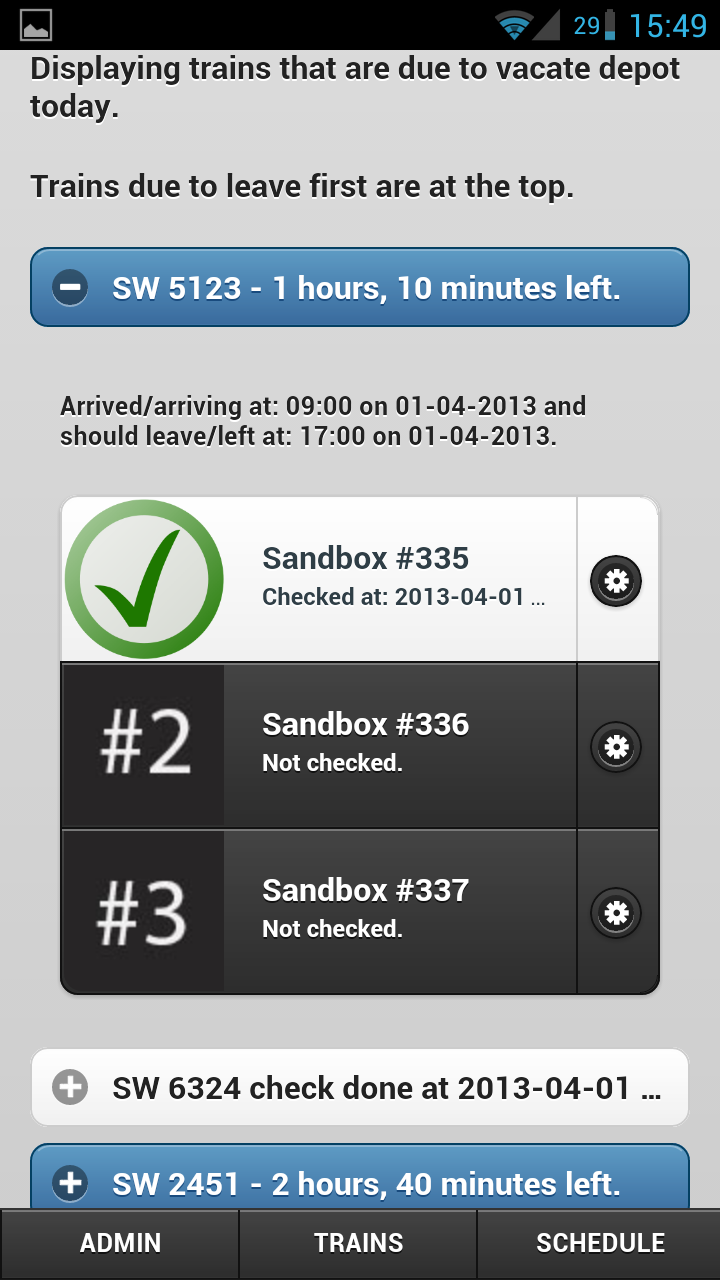 29 15:49
Displaying trains that are due to vacate depot
today.
Trains due to leave first are at the top.
SW 5123 - 1 hours, 10 minutes left.
Arrived/arriving at: 09:00 on 01-04-2013 and
should leave/left at: 17:00 on 01-04-2013.
Sandbox #335
Checked at: 2013-04-01 ...
#2
Sandbox #336
Not checked.
#3
Sandbox #337
Not checked.
SW 6324 check done at 2013-04-01 ...
SW 2451 - 2 hours, 40 minutes left.
ADMIN TRAINS SCHEDULE